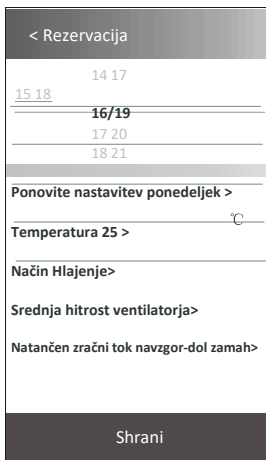 < Rezervacija
14 17
15 18
16/19
17 20
18 21
Ponovite nastavitev ponedeljek >
℃
Temperatura 25 >
Način Hlajenje>
Srednja hitrost ventilatorja>
Natančen zračni tok navzgor-dol zamah>
Shrani